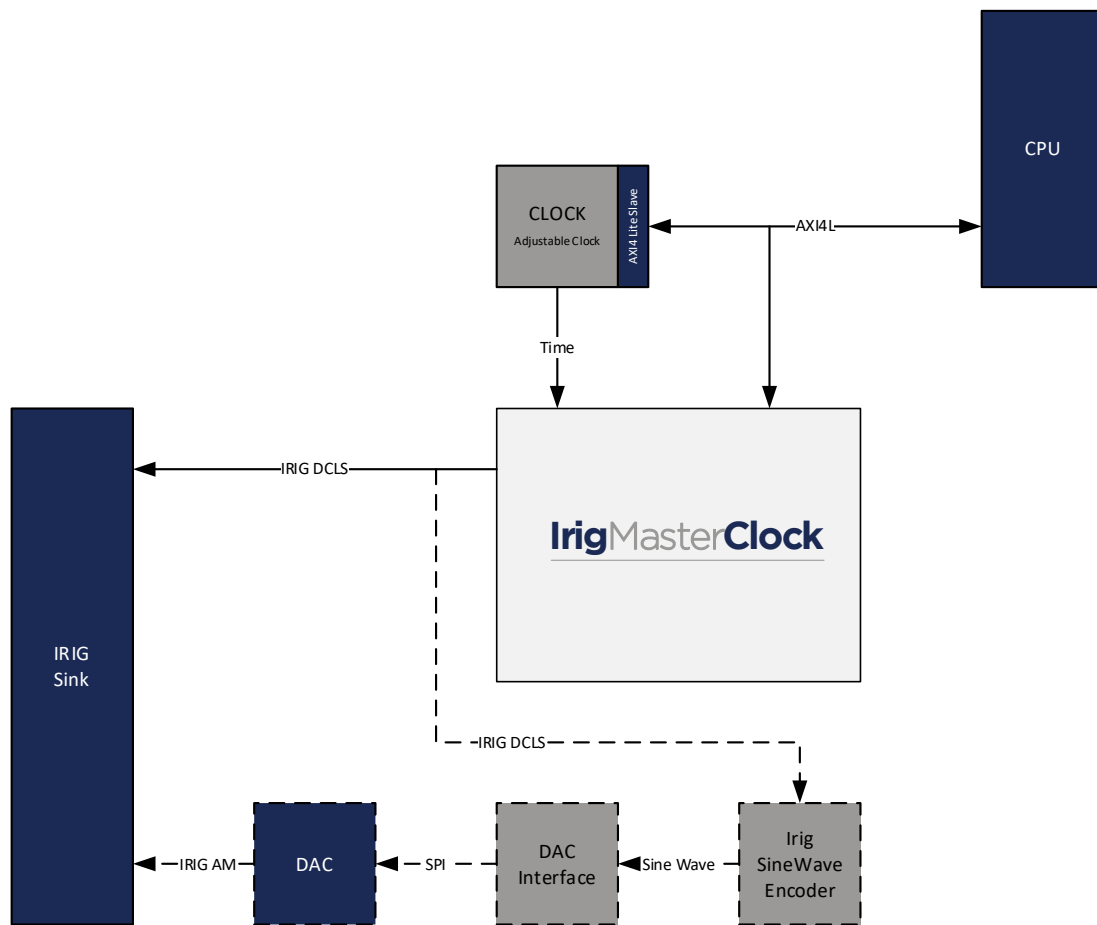 CPU
CLOCK
Adjustable Clock
AXI4 Lite Slave
AXI4L
Time
IRIG DCLS
IrigMasterClock
IRIG
Sink
IRIG DCLS
IRIG AM
DAC
SPI
DAC
Interface
Sine Wave
Irig
SineWave
Encoder